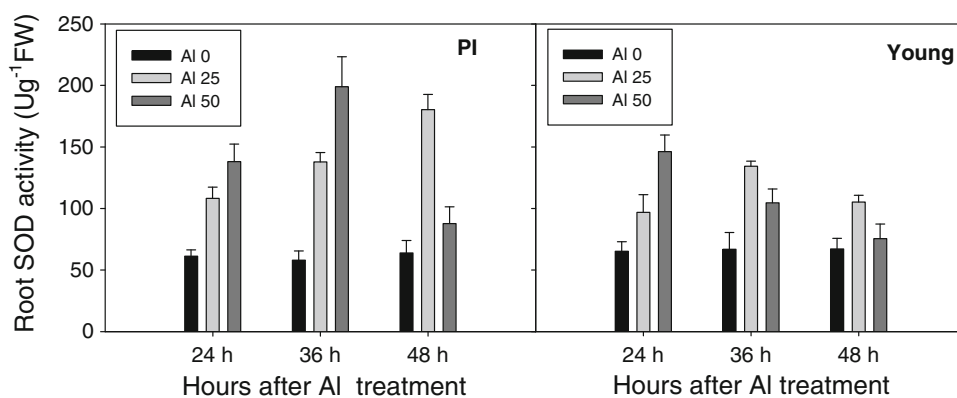 Root SOD activity (Ug⁻¹FW)
250
200
150
100
50
0
PI
Al 0
Al 25
Al 50
24 h
36 h
48 h
Hours after Al treatment
Young
Al 0
Al 25
Al 50
24 h
36 h
48 h
Hours after Al treatment